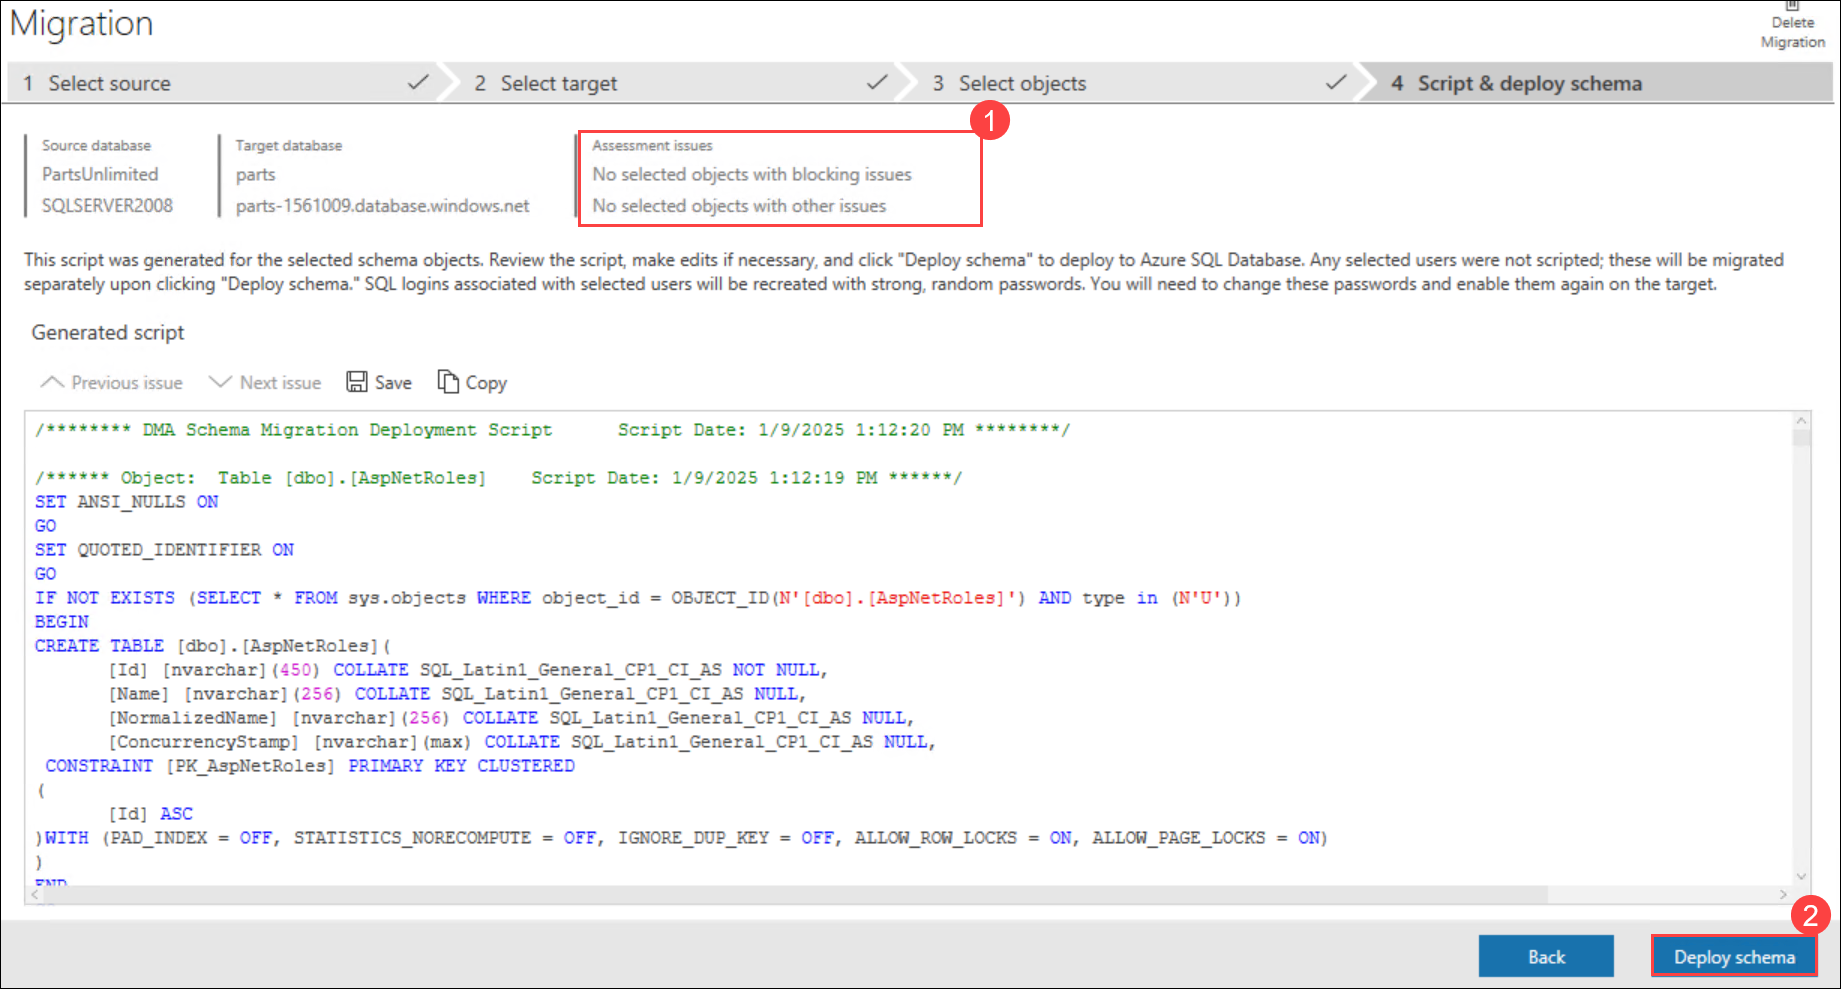 Migration
Delete
Migration
1 Select source
2 Select target
3 Select objects
4 Script & deploy schema
1
Source database
PartsUnlimited
SQLSERVER2008
Target database
parts
parts-1561009.database.windows.net
Assessment issues
No selected objects with blocking issues
No selected objects with other issues
This script was generated for the selected schema objects. Review the script, make edits if necessary, and click "Deploy schema" to deploy to Azure SQL Database. Any selected users were not scripted; these will be migrated
separately upon clicking "Deploy schema." SQL logins associated with selected users will be recreated with strong, random passwords. You will need to change these passwords and enable them again on the target.
Generated script
Previous issue Next issue Save Copy
/******** DMA Schema Migration Deployment Script      Script Date: 1/9/2025 1:12:20 PM ********/
/****** Object:  Table [dbo].[AspNetRoles]    Script Date: 1/9/2025 1:12:19 PM ******/
SET ANSI_NULLS ON
GO
SET QUOTED_IDENTIFIER ON
GO
IF NOT EXISTS (SELECT * FROM sys.objects WHERE object_id = OBJECT_ID(N'[dbo].[AspNetRoles]') AND type in (N'U'))
BEGIN
CREATE TABLE [dbo].[AspNetRoles](
[Id] [nvarchar](450) COLLATE SQL_Latin1_General_CP1_CI_AS NOT NULL,
[Name] [nvarchar](256) COLLATE SQL_Latin1_General_CP1_CI_AS NULL,
[NormalizedName] [nvarchar](256) COLLATE SQL_Latin1_General_CP1_CI_AS NULL,
[ConcurrencyStamp] [nvarchar](max) COLLATE SQL_Latin1_General_CP1_CI_AS NULL,
CONSTRAINT [PK_AspNetRoles] PRIMARY KEY CLUSTERED
(
[Id] ASC
)WITH (PAD_INDEX = OFF, STATISTICS_NORECOMPUTE = OFF, IGNORE_DUP_KEY = OFF, ALLOW_ROW_LOCKS = ON, ALLOW_PAGE_LOCKS = ON)
)
END
2
Back
Deploy schema